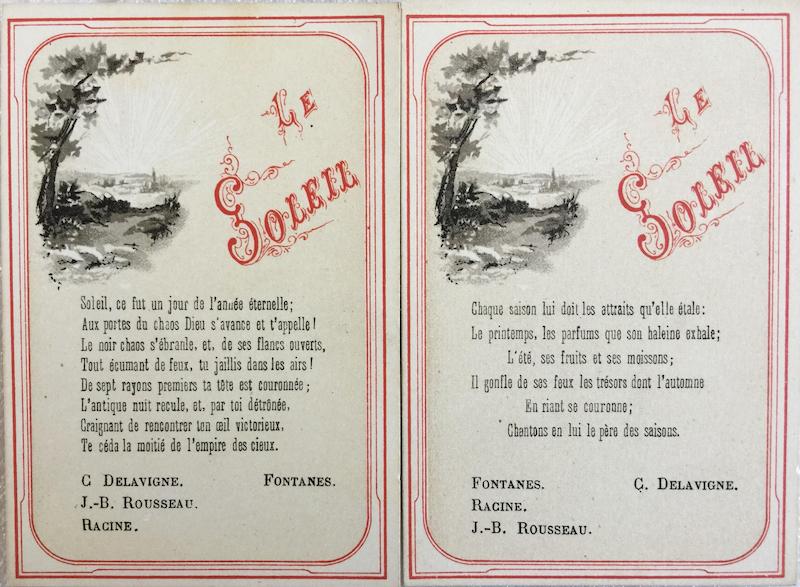 Le
Soleil
Soleil, ce fut un jour de l'année éternelle;
Aux portes du chaos Dieu s'avance et t'appelle!
Le noir chaos s'ébranle, et, de ses flancs ouverts,
Tout écumant de feux, tu jaillis dans les airs!
De sept rayons premiers ta tête est couronnée;
L'antique nuit recule, et, par toi détrônée,
Craignant de rencontrer ton œil victorieux,
Te céda la moitié de l'empire des cieux.
C Delavigne. Fontanes.
J.-B. Rousseau.
Racine.
Le
Soleil
Chaque saison lui doit les attraits qu'elle étale:
Le printemps, les parfums que son haleine exhale;
L'été, ses fruits et ses moissons;
Il gonfle de ses feux les trésors dont l'automne
En riant se couronne;
Chantons en lui le père des saisons.
Fontanes. C. Delavigne.
Racine.
J.-B. Rousseau.